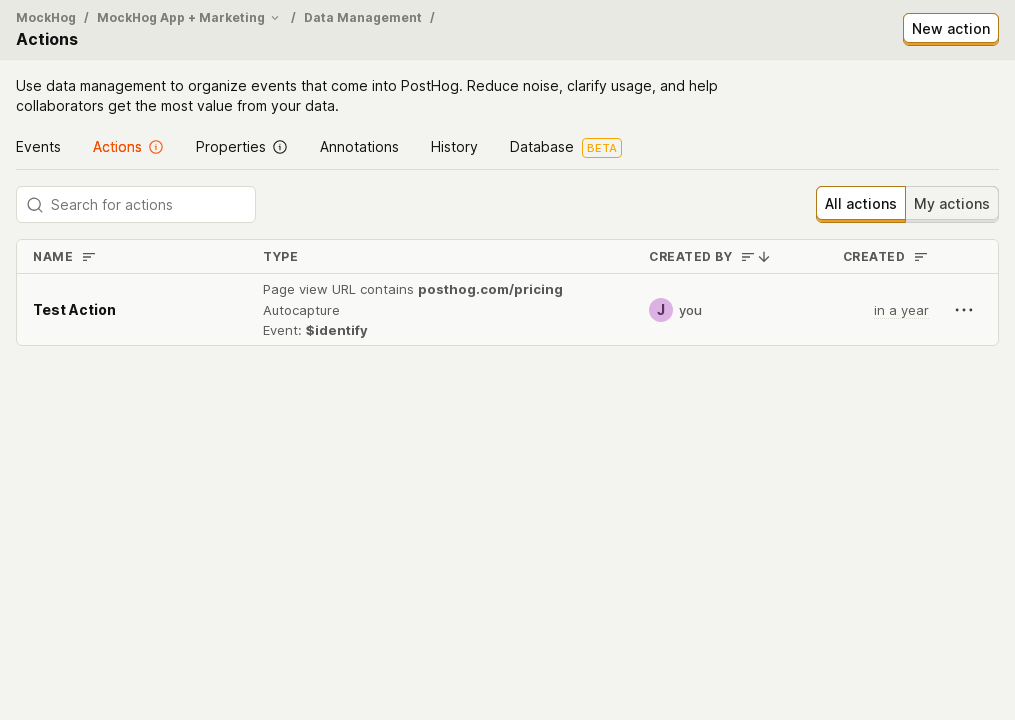 MockHog / MockHog App + Marketing / Data Management /
Actions
New action
Use data management to organize events that come into PostHog. Reduce noise, clarify usage, and help
collaborators get the most value from your data.
Events Actions Properties Annotations History Database BETA
Search for actions
All actions My actions
NAME TYPE CREATED BY CREATED
Page view URL contains posthog.com/pricing
Test Action Autocapture J you in a year
Event: $identify